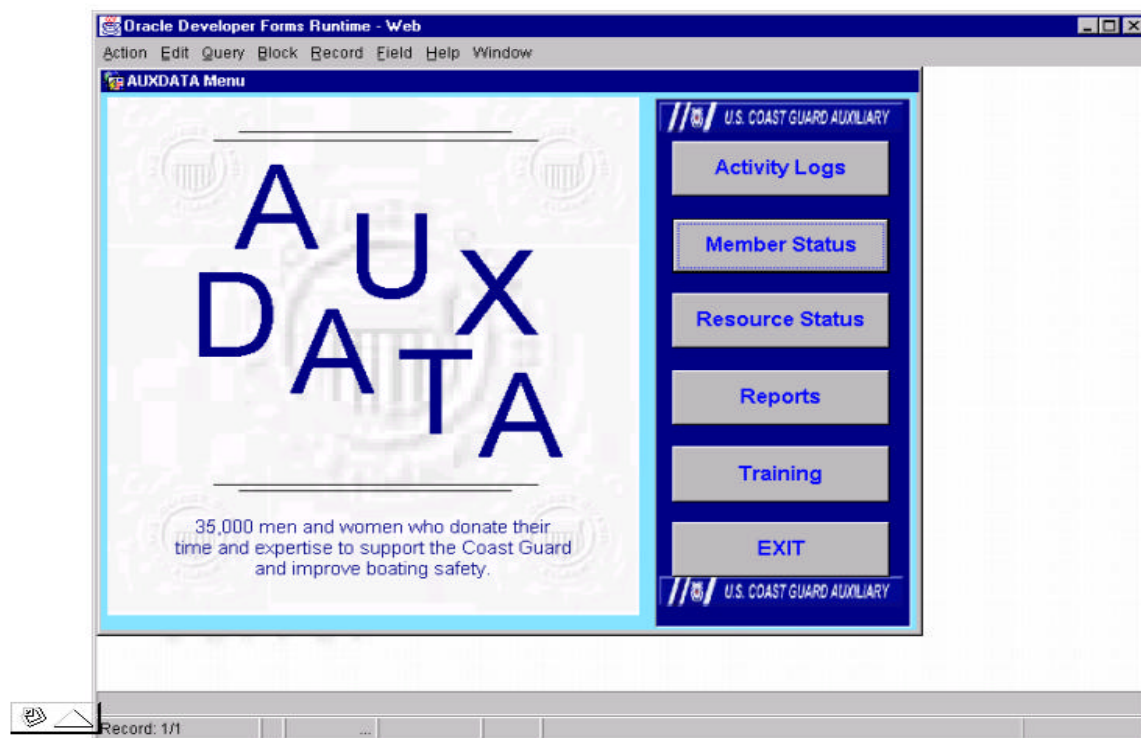 Oracle Developer Forms Runtime - Web
Action Edit Query Block Record Field Help Window
AUXDATA Menu
AUX
DATA
35,000 men and women who donate their
time and expertise to support the Coast Guard
and improve boating safety.
U.S. COAST GUARD AUXILIARY
Activity Logs
Member Status
Resource Status
Reports
Training
EXIT
U.S. COAST GUARD AUXILIARY
Record: 1/1
...